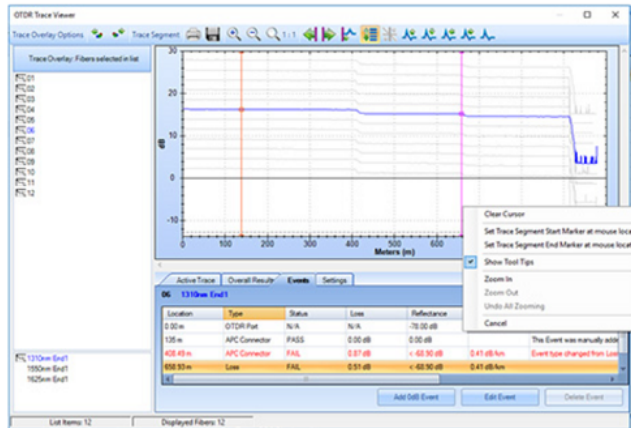 OTDR Trace Viewer
Trace Overlay Options
Trace Segment
1:1
Trace Overlay: Fibers selected in list
01
02
03
04
05
06
07
08
09
10
11
12
1310nm End1
1550nm End1
1625nm End1
30
20
10
0
-10
dB
0 100 200 300 400 500 600
Meters (m)
Clear Cursor
Set Trace Segment Start Marker at mouse locat
Set Trace Segment End Marker at mouse locat
Show Tool Tips
Zoom In
Zoom Out
Undo All Zooming
Cancel
Active Trace Overall Result Events Settings
06 1310nm End1
Location Type Status Loss Reflectance
0.00 m OTDR Port N/A N/A -78.00 dB
135 m APC Connector PASS 0.00 dB 0.00 dB This Event was manually adde
408.49 m APC Connector FAIL 0.87 dB < -68.90 dB 0.41 dB/km Event type changed from Loss
658.93 m Loss FAIL 0.51 dB < -68.90 dB 0.41 dB/km
Add 0dB Event Edit Event Delete Event
List Items: 12 Displayed Fibers: 12